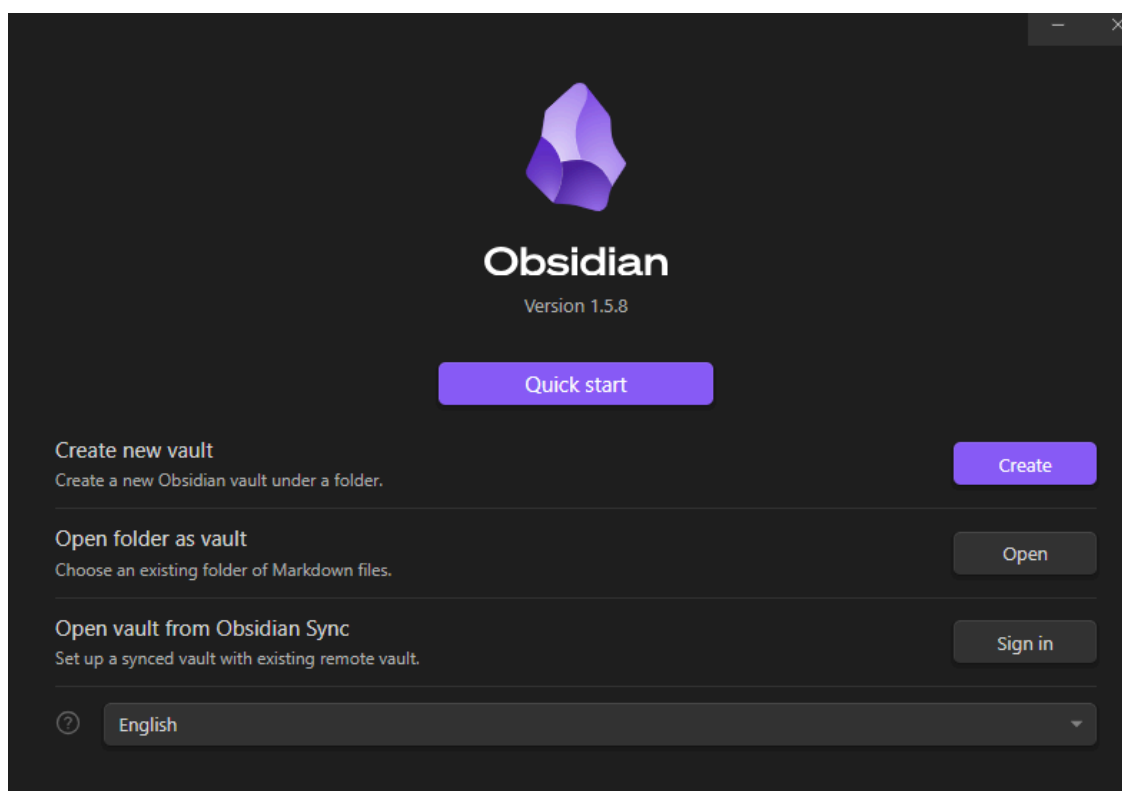 Obsidian
Version 1.5.8
Quick start
Create new vault
Create a new Obsidian vault under a folder.
Create
Open folder as vault
Choose an existing folder of Markdown files.
Open
Open vault from Obsidian Sync
Set up a synced vault with existing remote vault.
Sign in
?
English